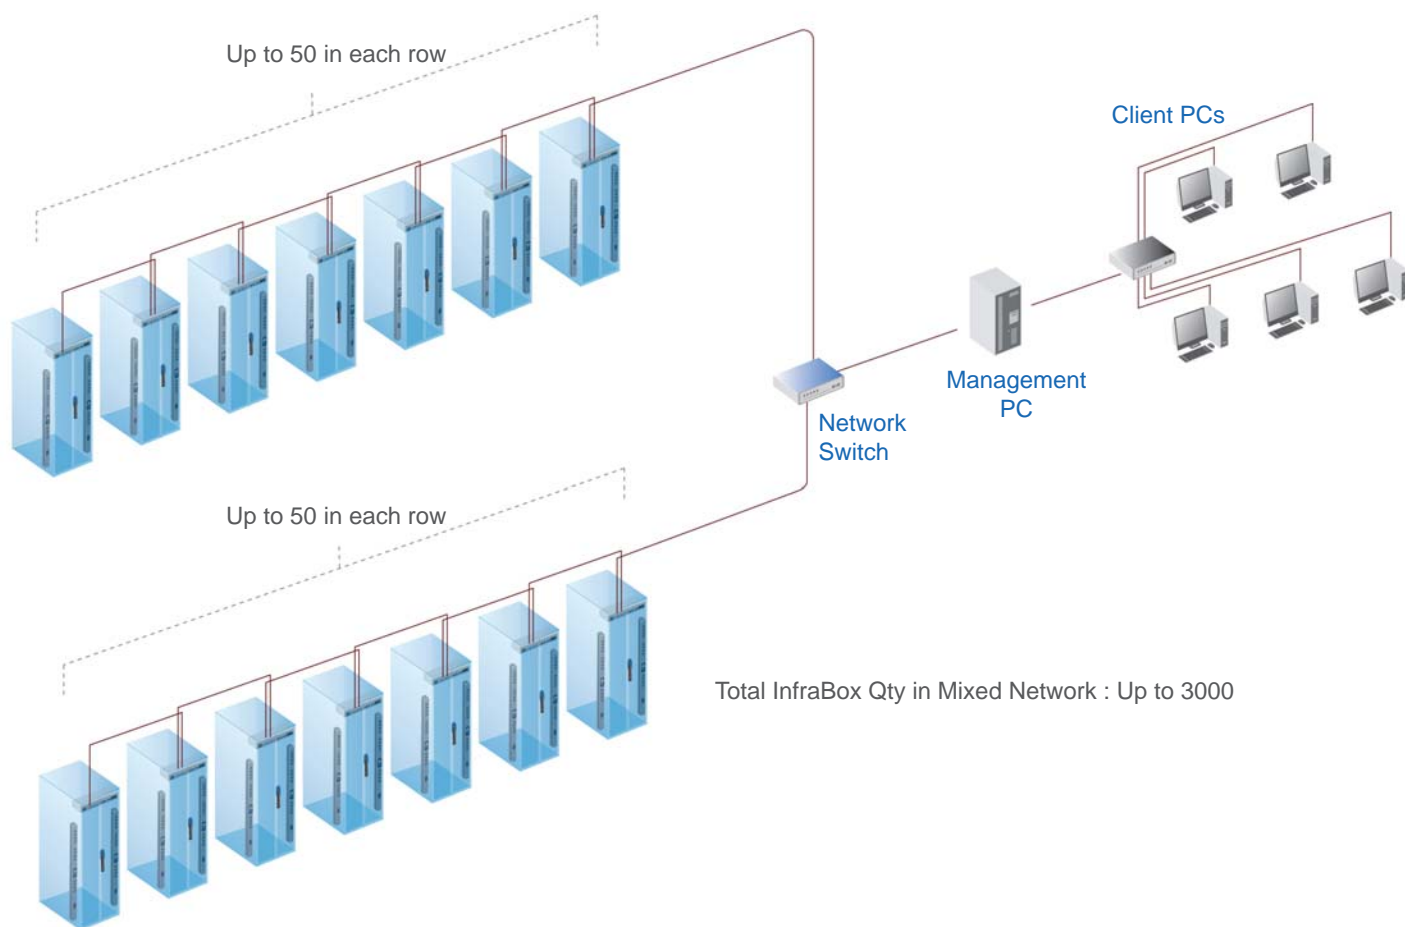 Up to 50 in each row
Client PCs
Management
PC
Network
Switch
Up to 50 in each row
Total InfraBox Qty in Mixed Network : Up to 3000